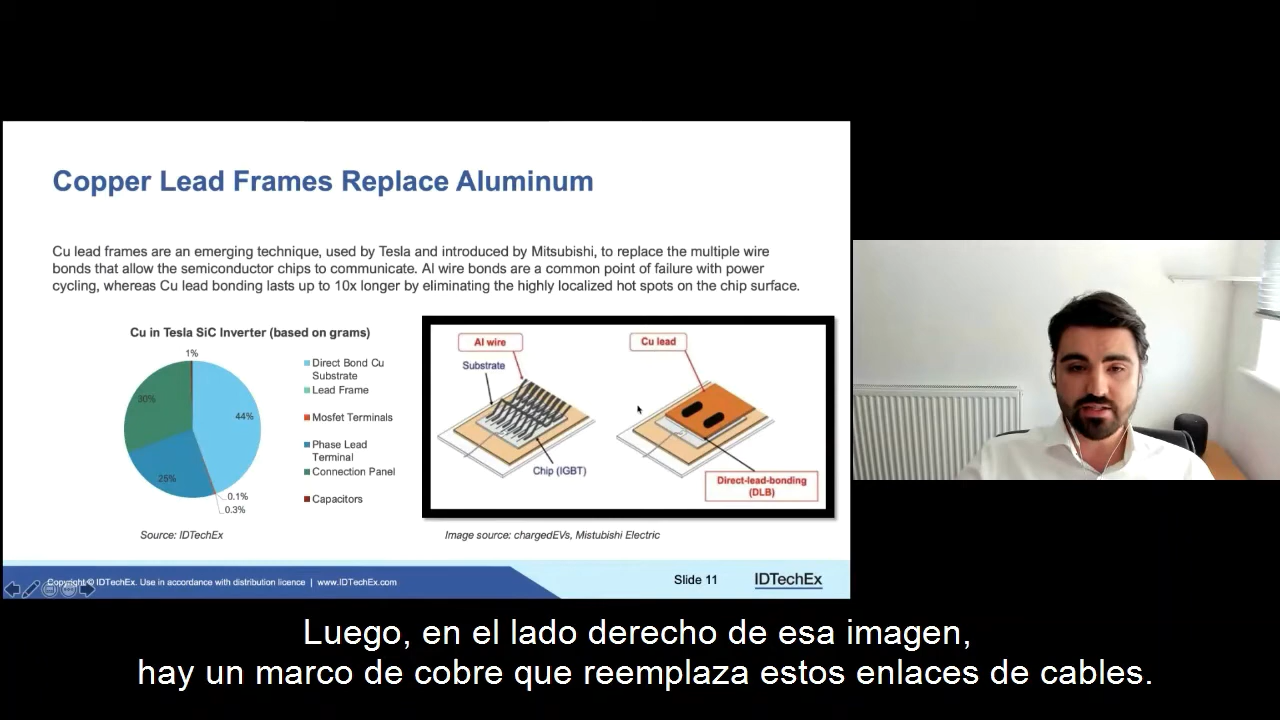 Copper Lead Frames Replace Aluminum
Cu lead frames are an emerging technique, used by Tesla and introduced by Mitsubishi, to replace the multiple wire
bonds that allow the semiconductor chips to communicate. Al wire bonds are a common point of failure with power
cycling, whereas Cu lead bonding lasts up to 10x longer by eliminating the highly localized hot spots on the chip surface.
Cu in Tesla SiC Inverter (based on grams)
1%
30%
44%
25%
0.1%
0.3%
Direct Bond Cu
Substrate
Lead Frame
Mosfet Terminals
Phase Lead
Terminal
Connection Panel
Capacitors
Source: IDTechEx
Al wire
Substrate
Chip (IGBT)
Cu lead
Direct-lead-bonding
(DLB)
Image source: chargedEVs, Mistubishi Electric
Copyright © IDTechEx. Use in accordance with distribution licence | www.IDTechEx.com
Slide 11
IDTechEx
Luego, en el lado derecho de esa imagen,
hay un marco de cobre que reemplaza estos enlaces de cables.